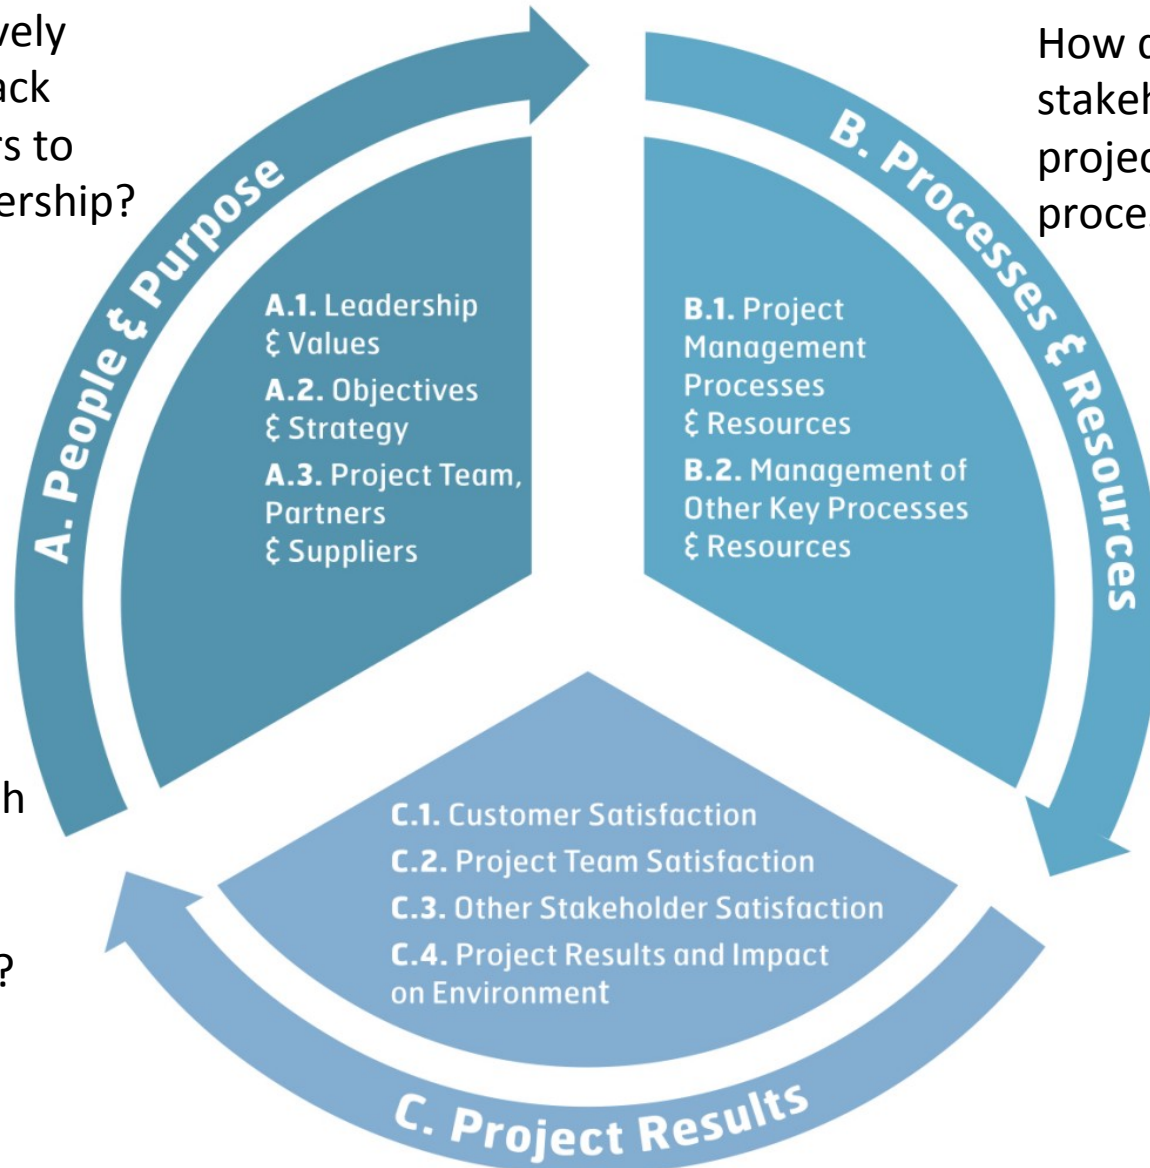 vely
ack
rs to
ership?
How
stakeh
projec
proces
A. People & Purpose
A.1. Leadership
& Values
A.2. Objectives
& Strategy
A.3. Project Team,
Partners
& Suppliers
B. Processes & Resources
B.1. Project
Management
Processes
& Resources
B.2. Management of
Other Key Processes
& Resources
h
?
C.1. Customer Satisfaction
C.2. Project Team Satisfaction
C.3. Other Stakeholder Satisfaction
C.4. Project Results and Impact
on Environment
C. Project Results